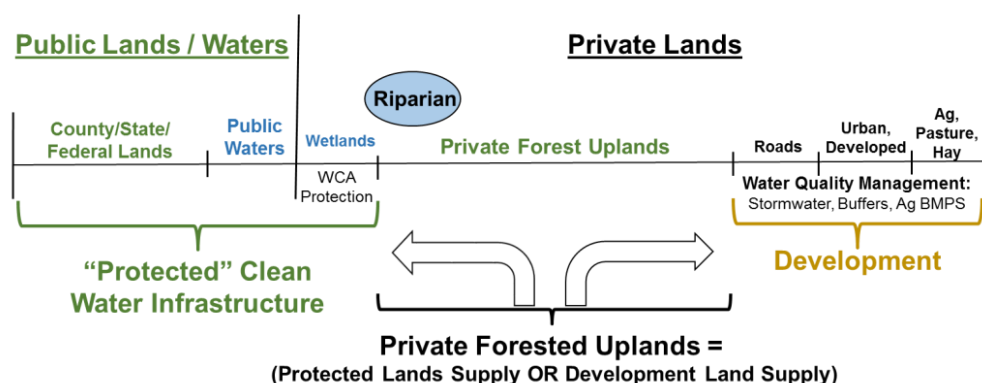 Public Lands / Waters
Private Lands
Riparian
County/State/
Federal Lands
Public
Waters
Wetlands
Private Forest Uplands
Roads
Urban,
Developed
Ag,
Pasture,
Hay
WCA
Protection
Water Quality Management:
Stormwater, Buffers, Ag BMPS
“Protected” Clean
Water Infrastructure
Development
Private Forested Uplands =
(Protected Lands Supply OR Development Land Supply)